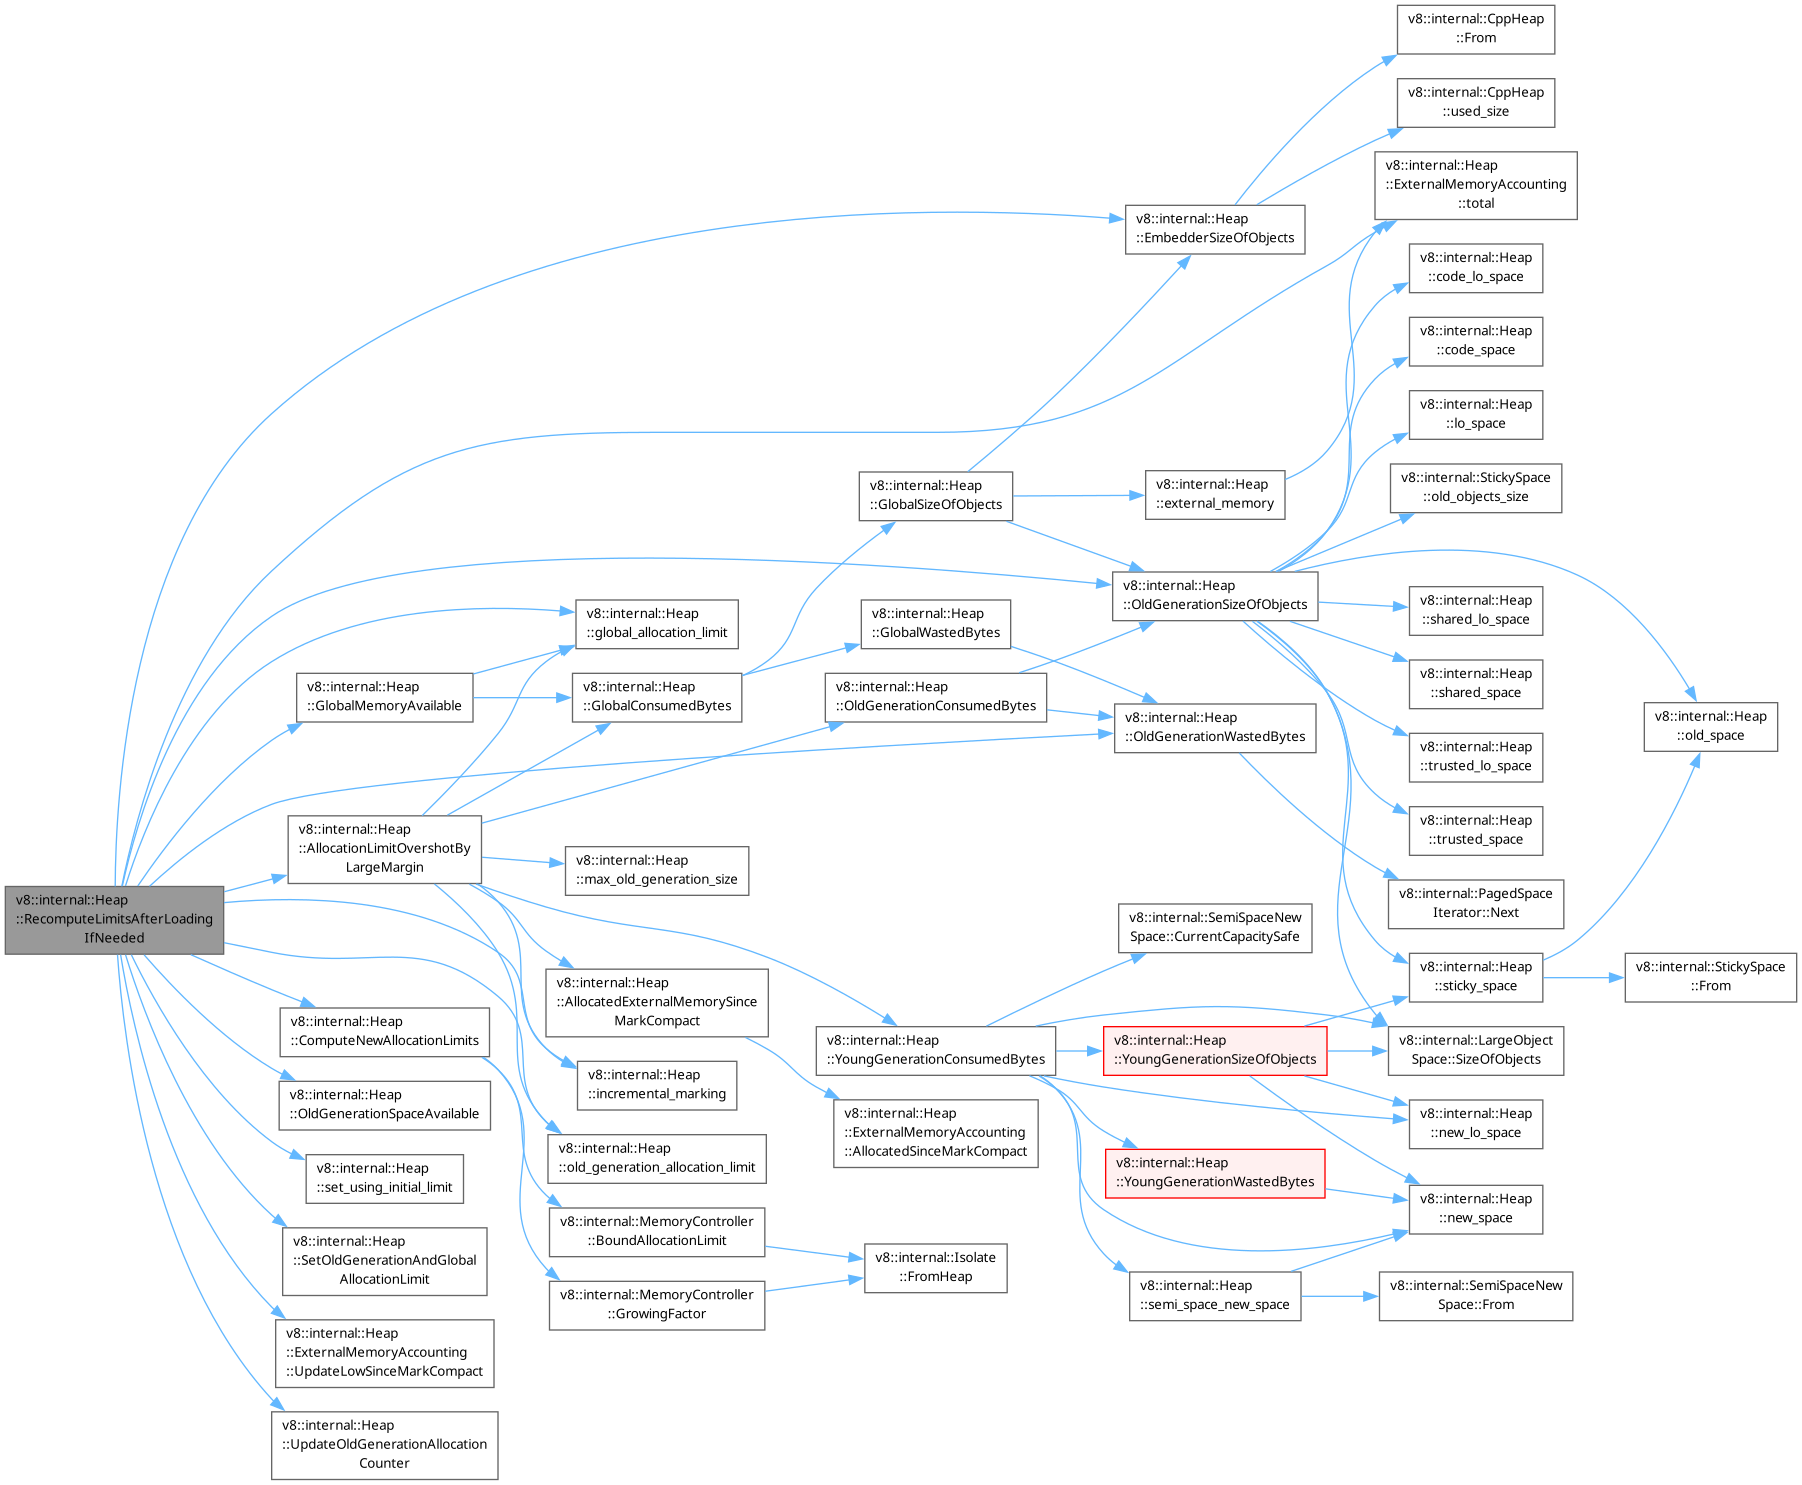 v8::internal::CppHeap
::From
v8::internal::CppHeap
::used_size
v8::internal::Heap
::ExternalMemoryAccounting
::total
v8::internal::Heap
::EmbedderSizeOfObjects
v8::internal::Heap
::code_lo_space
v8::internal::Heap
::code_space
v8::internal::Heap
::lo_space
v8::internal::Heap
::GlobalSizeOfObjects
v8::internal::Heap
::external_memory
v8::internal::StickySpace
::old_objects_size
v8::internal::Heap
::OldGenerationSizeOfObjects
v8::internal::Heap
::shared_lo_space
v8::internal::Heap
::global_allocation_limit
v8::internal::Heap
::GlobalWastedBytes
v8::internal::Heap
::shared_space
v8::internal::Heap
::GlobalMemoryAvailable
v8::internal::Heap
::GlobalConsumedBytes
v8::internal::Heap
::OldGenerationConsumedBytes
v8::internal::Heap
::OldGenerationWastedBytes
v8::internal::Heap
::trusted_lo_space
v8::internal::Heap
::old_space
v8::internal::Heap
::AllocationLimitOvershotBy
LargeMargin
v8::internal::Heap
::max_old_generation_size
v8::internal::Heap
::trusted_space
v8::internal::Heap
::RecomputeLimitsAfterLoading
IfNeeded
v8::internal::PagedSpace
Iterator::Next
v8::internal::SemiSpaceNew
Space::CurrentCapacitySafe
v8::internal::Heap
::AllocatedExternalMemorySince
MarkCompact
v8::internal::Heap
::sticky_space
v8::internal::StickySpace
::From
v8::internal::Heap
::ComputeNewAllocationLimits
v8::internal::Heap
::YoungGenerationConsumedBytes
v8::internal::Heap
::YoungGenerationSizeOfObjects
v8::internal::LargeObject
Space::SizeOfObjects
v8::internal::Heap
::incremental_marking
v8::internal::Heap
::OldGenerationSpaceAvailable
v8::internal::Heap
::ExternalMemoryAccounting
::AllocatedSinceMarkCompact
v8::internal::Heap
::new_lo_space
v8::internal::Heap
::old_generation_allocation_limit
v8::internal::Heap
::set_using_initial_limit
v8::internal::Heap
::YoungGenerationWastedBytes
v8::internal::Heap
::new_space
v8::internal::MemoryController
::BoundAllocationLimit
v8::internal::Heap
::SetOldGenerationAndGlobal
AllocationLimit
v8::internal::Isolate
::FromHeap
v8::internal::MemoryController
::GrowingFactor
v8::internal::Heap
::semi_space_new_space
v8::internal::SemiSpaceNew
Space::From
v8::internal::Heap
::ExternalMemoryAccounting
::UpdateLowSinceMarkCompact
v8::internal::Heap
::UpdateOldGenerationAllocation
Counter